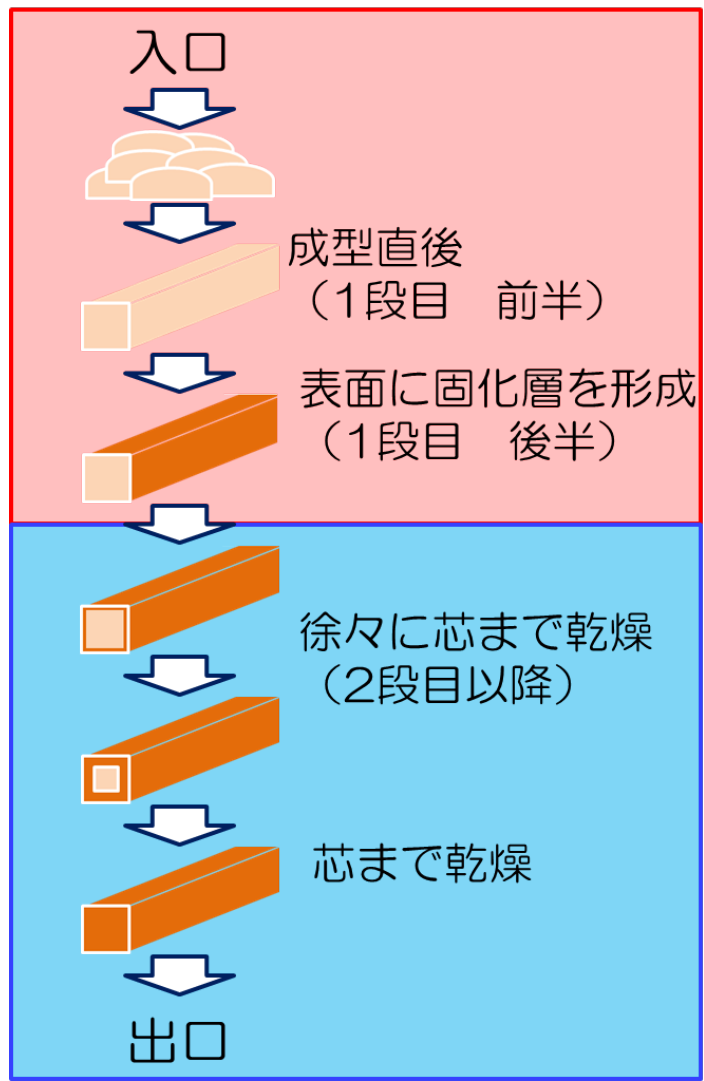 入口
成型直後
（1段目　前半）
表面に固化層を形成
（1段目　後半）
徐々に芯まで乾燥
（2段目以降）
芯まで乾燥
出口